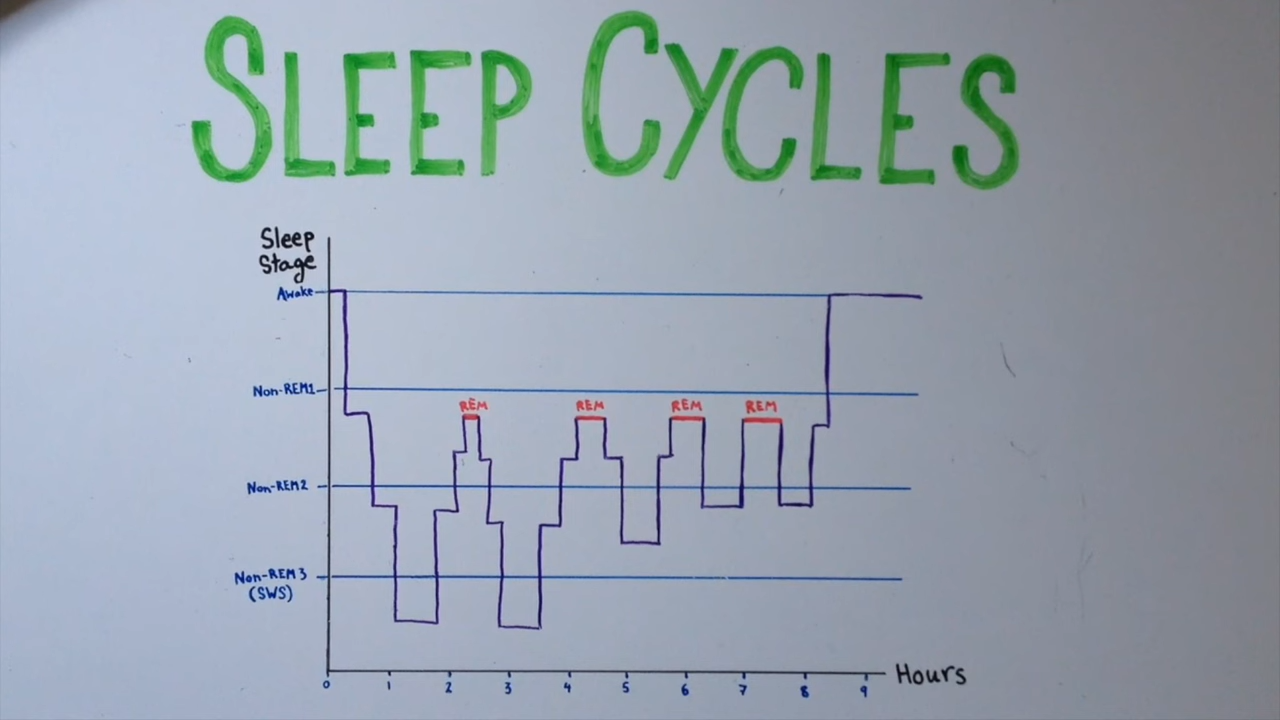 SLEEP CYCLES
Sleep
Stage
Awake
Non-REM1
REM REM REM REM
Non-REM2
Non-REM3
(SWS)
0 1 2 3 4 5 6 7 8 9 Hours